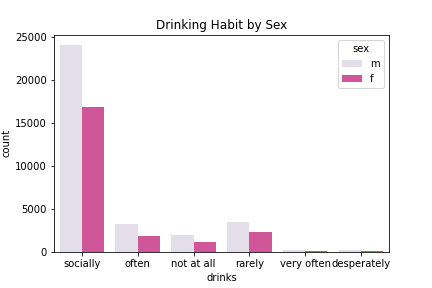 Drinking Habit by Sex
sex
m
f
25000
20000
15000
10000
5000
0
count
socially often not at all rarely very often desperately
drinks